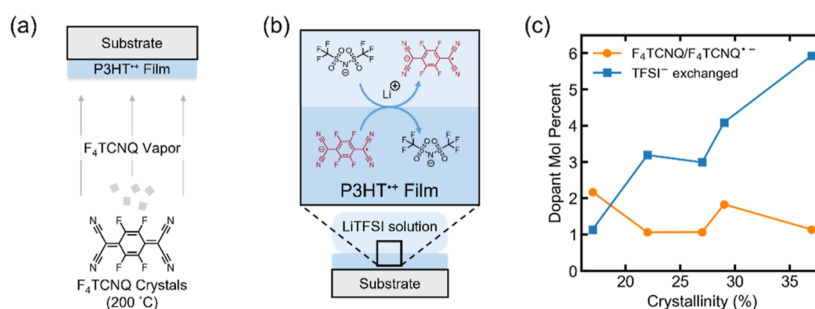 (a)
Substrate
P3HT•+ Film
F₄TCNQ Vapor
N
N
F
F
F
F
N
N
F₄TCNQ Crystals
(200 °C)
(b)
F
F
F
O
O
S
N
⊖
S
O
O
F
F
F
Li
⊕
N
N
⊖
F
F
F
F
•
N
N
N
N
⊖
F
F
F
F
•
N
N
F
F
F
O
O
S
N
⊖
S
O
O
F
F
F
P3HT•+ Film
LiTFSI solution
Substrate
(c)
F₄TCNQ/F₄TCNQ•−
TFSI− exchanged
Dopant Mol Percent
6
5
4
3
2
1
0
20
25
30
35
Crystallinity (%)